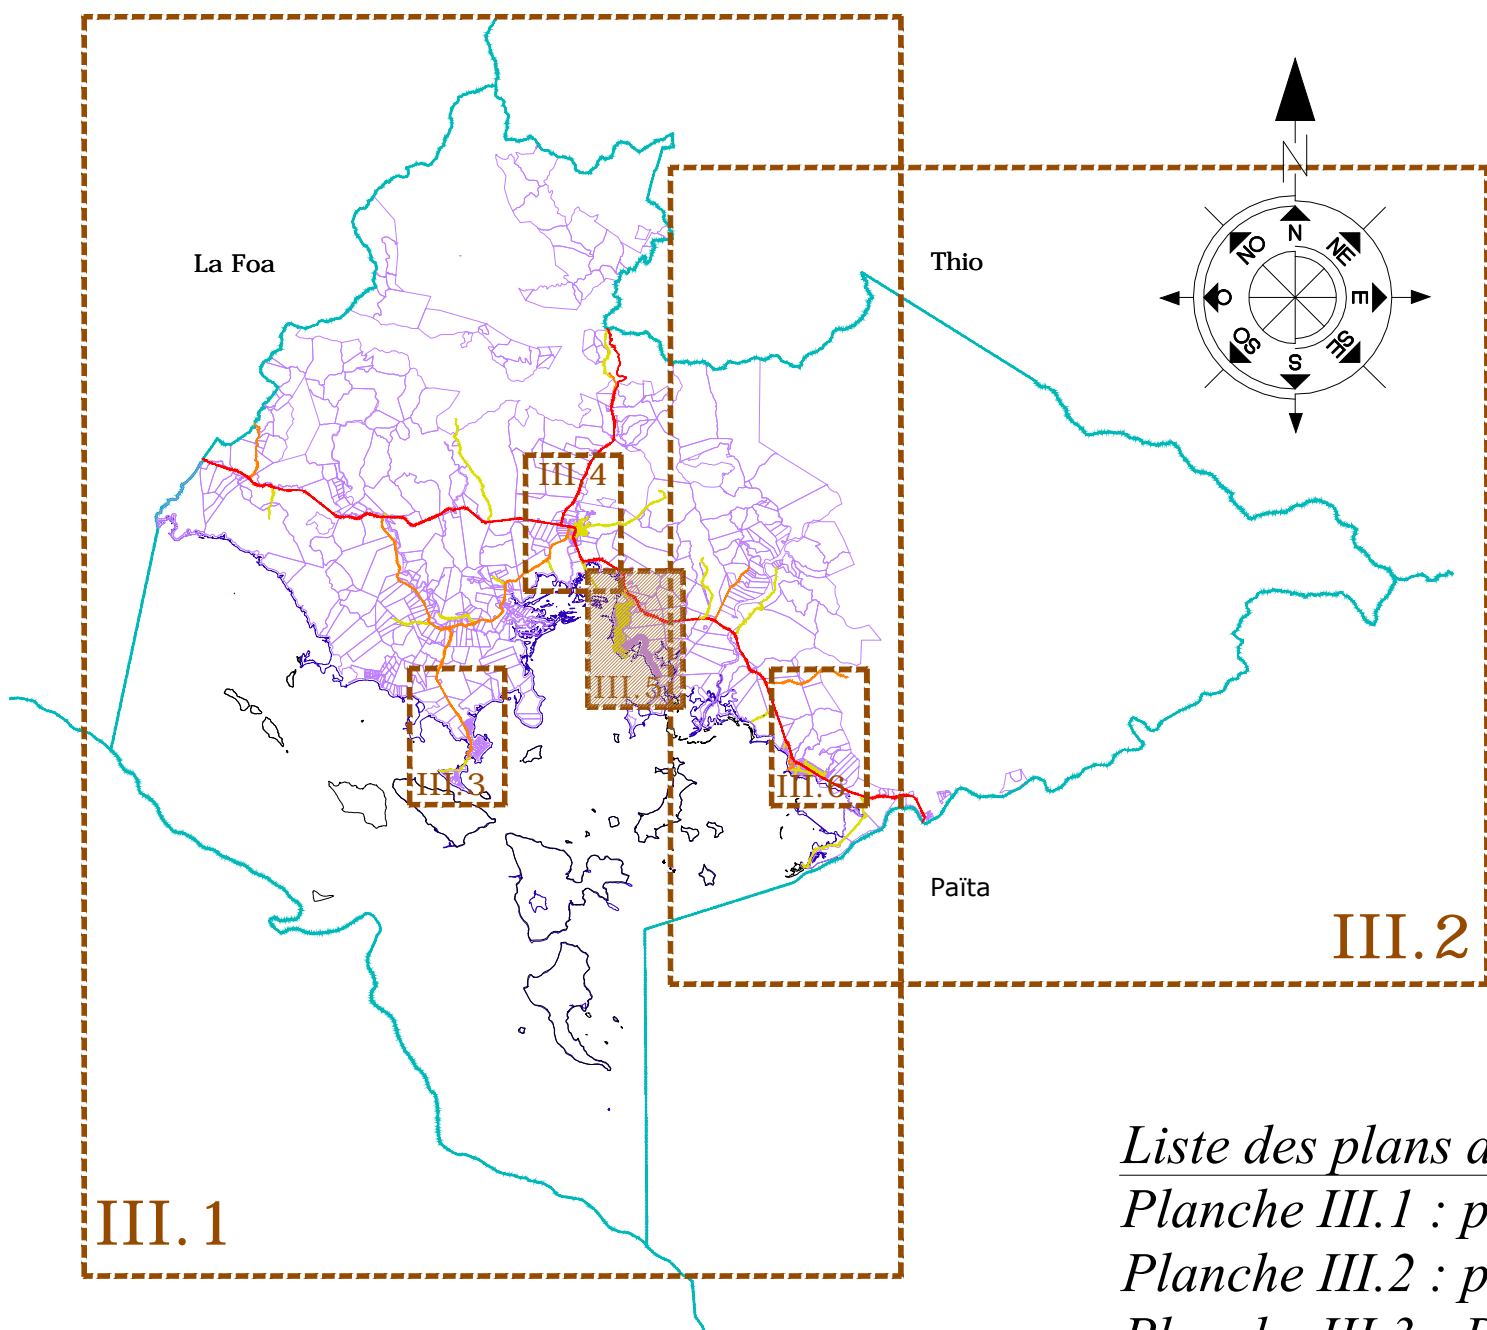 La Foa
Thio
N
N
NE
E
SE
S
SO
O
NO
III.4
III.5
III.3
III.6
Païta
III.2
III.1
Liste des plans
Planche III.1 : p
Planche III.2 : p